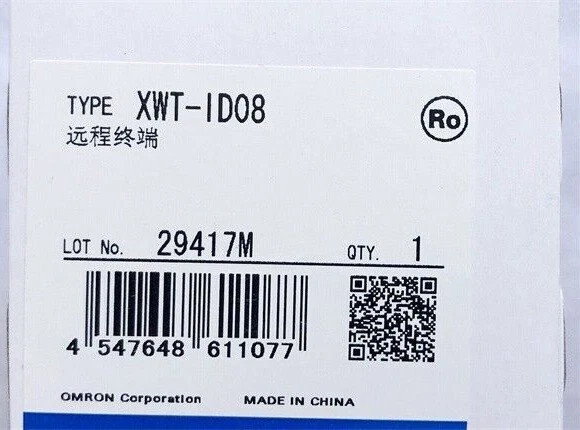 TYPE XWT-ID08
Ro
远程终端
LOT No. 29417M QTY. 1
4 547648 611077
OMRON Corporation MADE IN CHINA